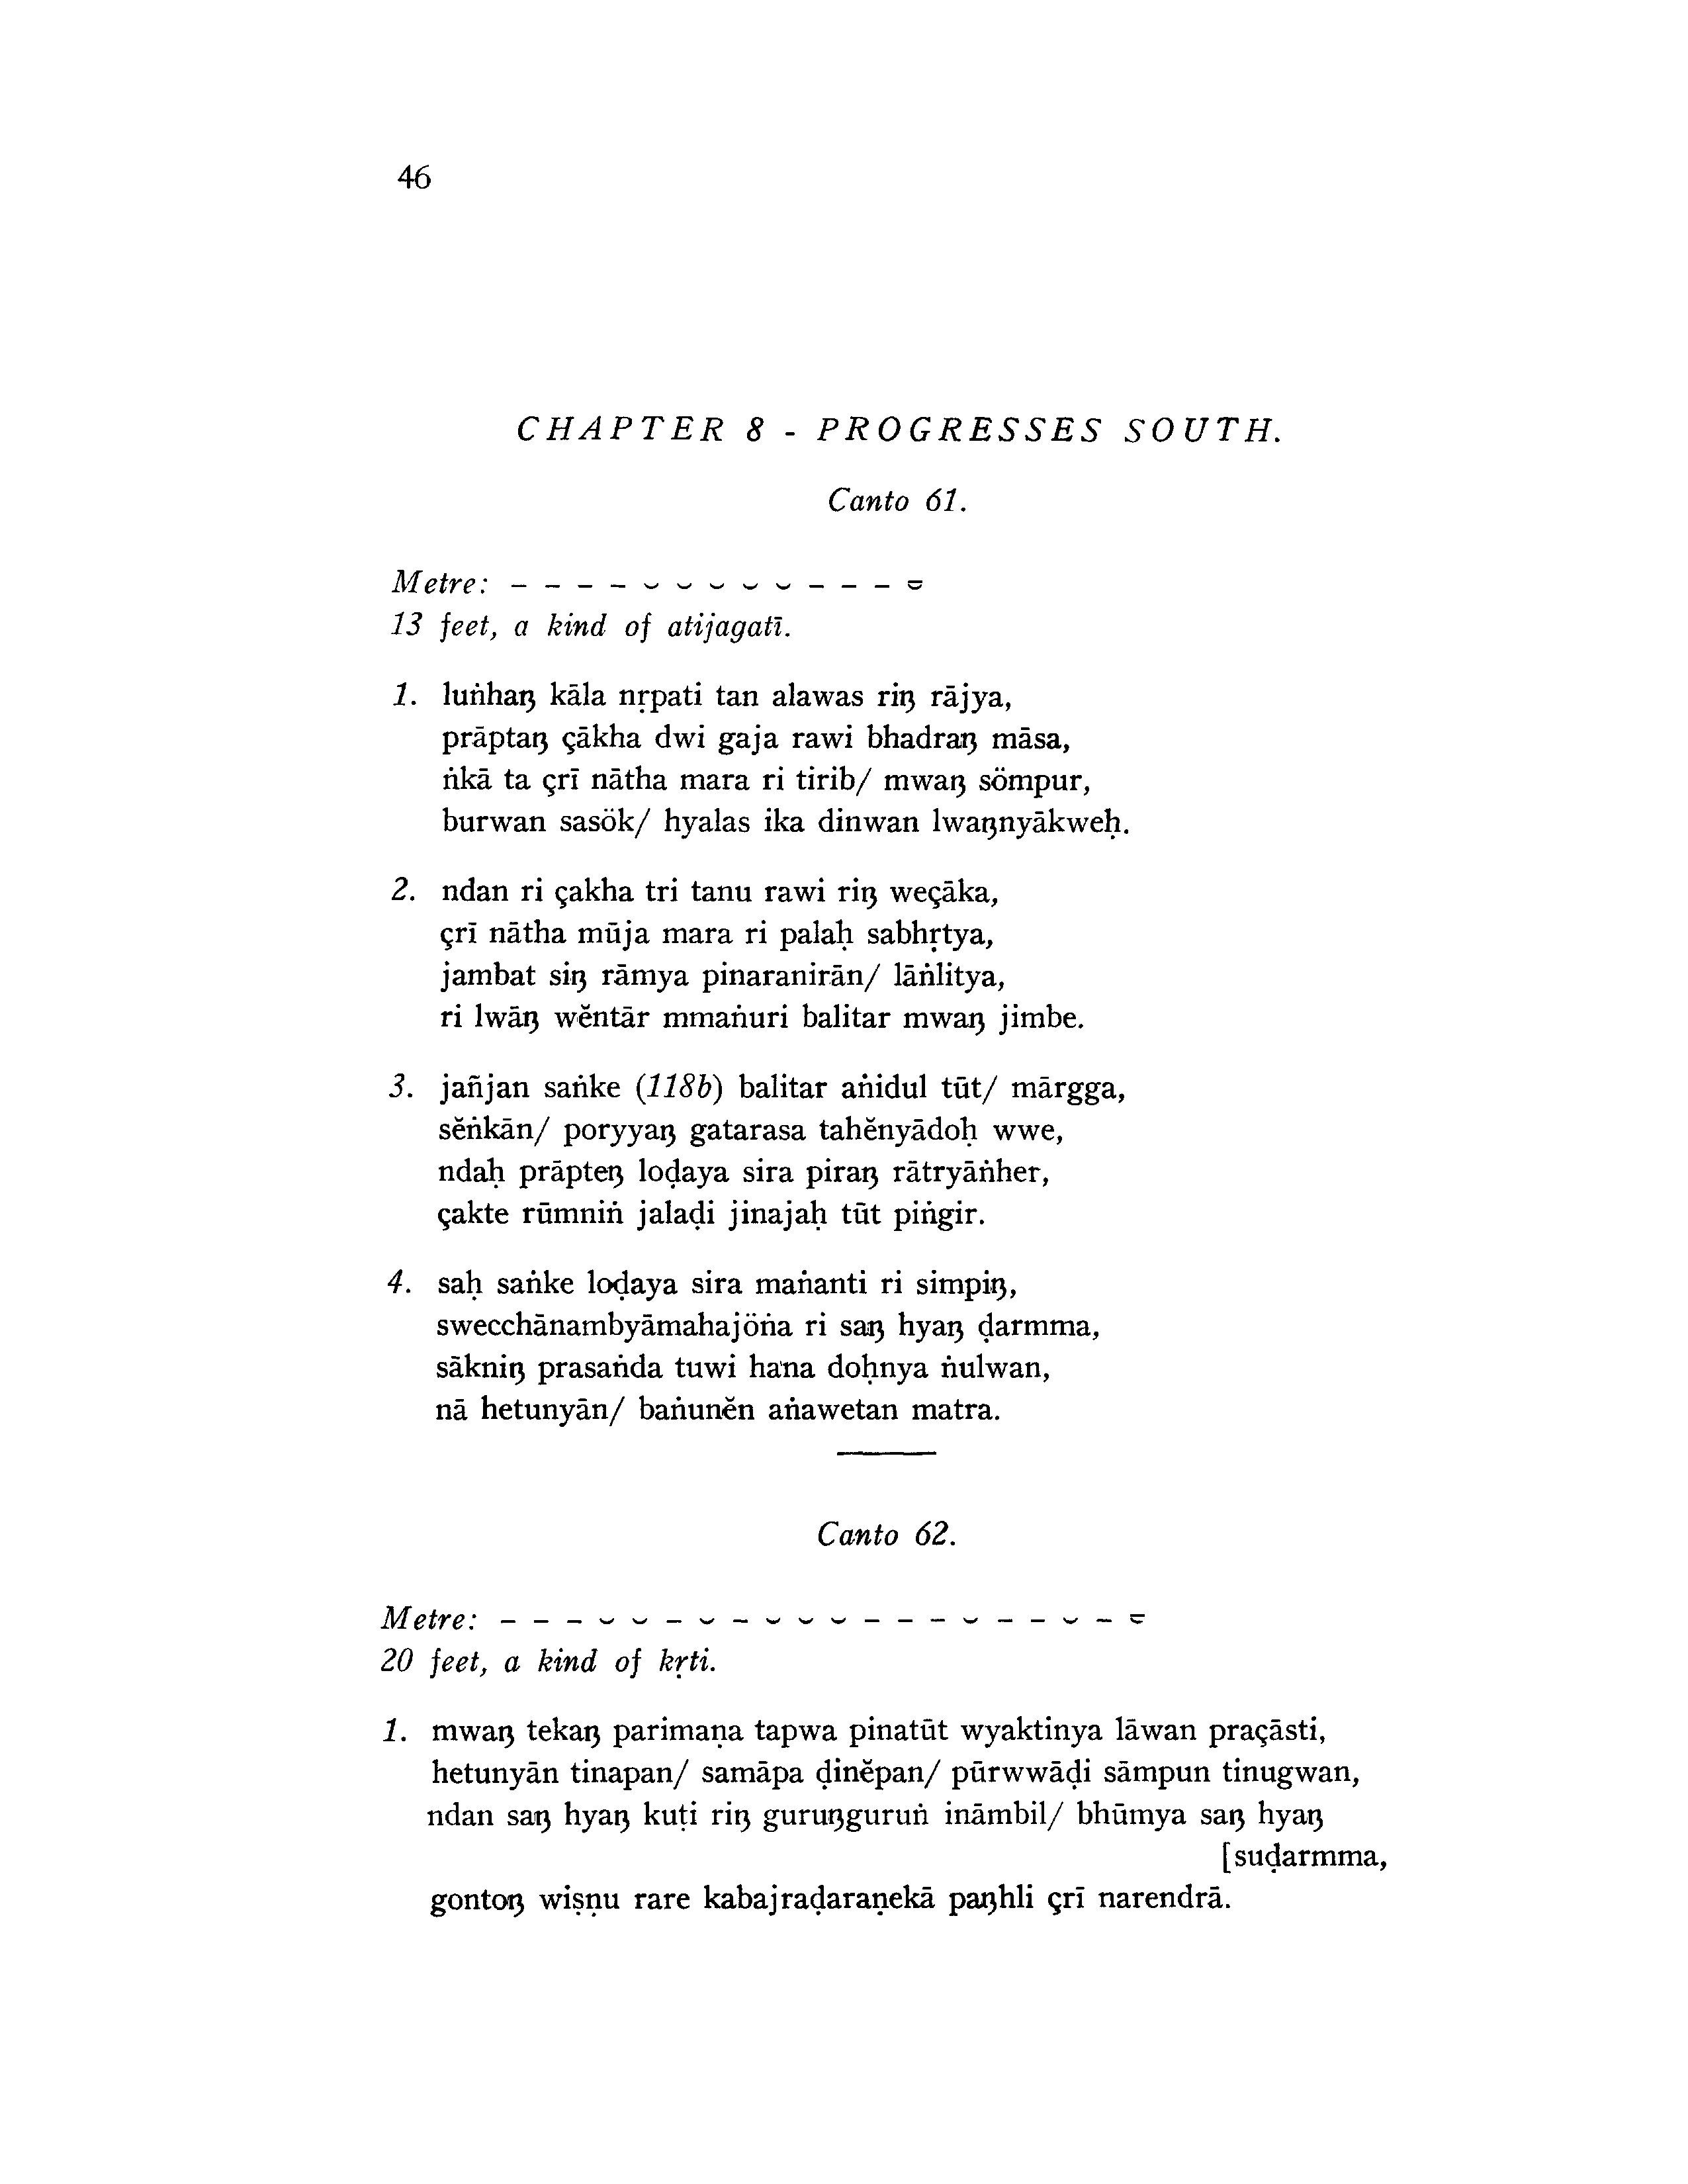 46
CHAPTER 8 - PROGRESSES SOUTH.
Canto 61.
Metre: – – – – ⏑ ⏑ ⏑ ⏑ ⏑ – – – ⏓
13 feet, a kind of atijagatī.
1. luṅhaŋ kāla nṛpati tan alawas riŋ rājya,
prāptaŋ çākha dwi gaja rawi bhadraŋ māsa,
ṅkā ta çrī nātha mara ri tirib/ mwaŋ sömpur,
burwan sasök/ hyalas ika dinwan lwaŋnyākweḥ.
2. ndan ri çakha tri tanu rawi riŋ weçāka,
çrī nātha mūja mara ri palaḥ sabhṛtya,
jambat siŋ rāmya pinaranirān/ lāṅlitya,
ri lwāŋ wĕntār mmaṅuri balitar mwaŋ jimbe.
3. jañjan saṅke (118b) balitar aṅidul tūt/ mārgga,
sĕṅkān/ poryyaŋ gatarasa tahĕnyādoḥ wwe,
ndaḥ prāpteŋ loḍaya sira piraŋ rātryāṅher,
çakte rūmniṅ jalaḍi jinajaḥ tūt piṅgir.
4. saḥ saṅke loḍaya sira maṅanti ri simpiŋ,
swecchānambyāmahajöṅa ri saŋ hyaŋ ḍarmma,
sākniŋ prasaṅda tuwi hana doḥnya ṅulwan,
nā hetunyān/ baṅunĕn aṅawetan matra.
Canto 62.
Metre: – – – ⏑ ⏑ – ⏑ – ⏑ ⏑ ⏑ – – – ⏑ – – ⏑ – ⏓
20 feet, a kind of kṛti.
1. mwaŋ tekaŋ parimaṇa tapwa pinatūt wyaktinya lāwan praçāsti,
hetunyān tinapan/ samāpa ḍinĕpan/ pūrwwāḍi sāmpun tinugwan,
ndan saŋ hyaŋ kuṭi riŋ guruŋguruṅ ināmbil/ bhūmya saŋ hyaŋ
[suḍarmma,
gontoŋ wiṣṇu rare kabajraḍaraṇekā paŋhli çrī narendrā.